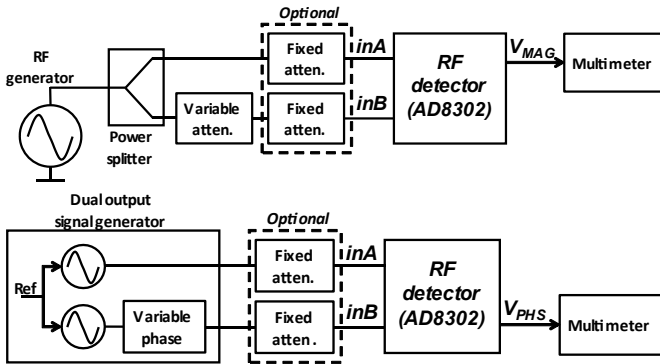 Optional
RF
generator
Fixed
atten.
inA
RF
detector
(AD8302)
VMAG
Multimeter
Power
splitter
Variable
atten.
Fixed
atten.
inB
Dual output
signal generator
Optional
Ref
Fixed
atten.
inA
RF
detector
(AD8302)
Variable
phase
Fixed
atten .
inB
VPHS
Multimeter